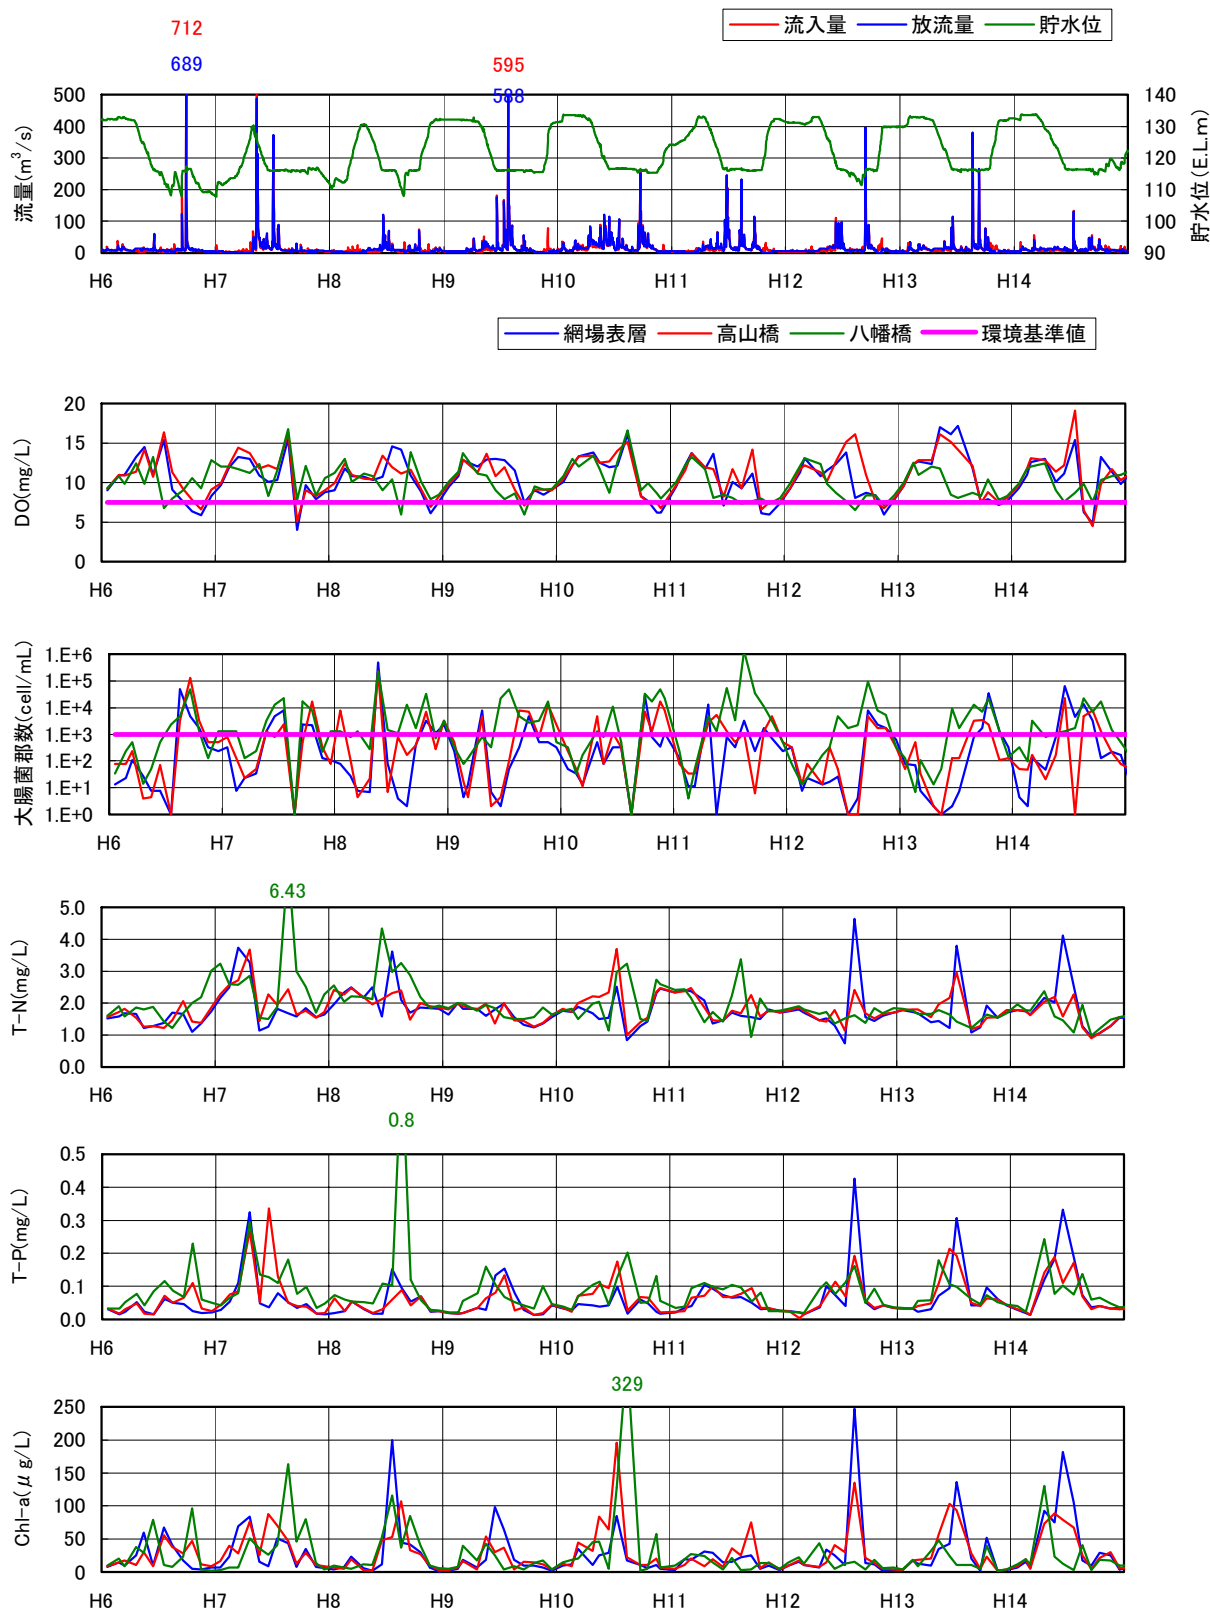 流入量 放流量 貯水位
712
689
595
588
流量(m³/s)
500
400
300
200
100
0
140
130
120
110
100
90
貯水位(E.L.m)
H6 H7 H8 H9 H10 H11 H12 H13 H14
網場表層 高山橋 八幡橋 環境基準値
DO(mg/L)
20
15
10
5
0
H6 H7 H8 H9 H10 H11 H12 H13 H14
大腸菌郡数(cell/mL)
1.E+6
1.E+5
1.E+4
1.E+3
1.E+2
1.E+1
1.E+0
H6 H7 H8 H9 H10 H11 H12 H13 H14
6.43
T-N(mg/L)
5.0
4.0
3.0
2.0
1.0
0.0
H6 H7 H8 H9 H10 H11 H12 H13 H14
0.8
T-P(mg/L)
0.5
0.4
0.3
0.2
0.1
0.0
H6 H7 H8 H9 H10 H11 H12 H13 H14
329
Chl-a(μg/L)
250
200
150
100
50
0
H6 H7 H8 H9 H10 H11 H12 H13 H14